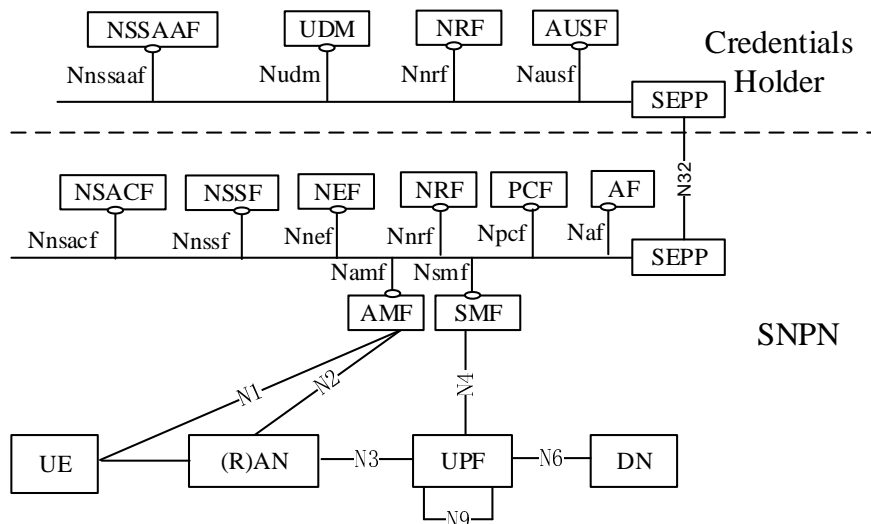 NSSAAF UDM NRF AUSF
Credentials
Holder
Nnssaaf Nudm Nnrf Nausf
SEPP
N32
NSACF NSSF NEF NRF PCF AF
Nnsacf Nnssf Nnef Nnrf Npcf Naf
SEPP
Namf Nsmf
AMF SMF
SNPN
N1 N2 N4
UE (R)AN N3 UPF N6 DN
N9